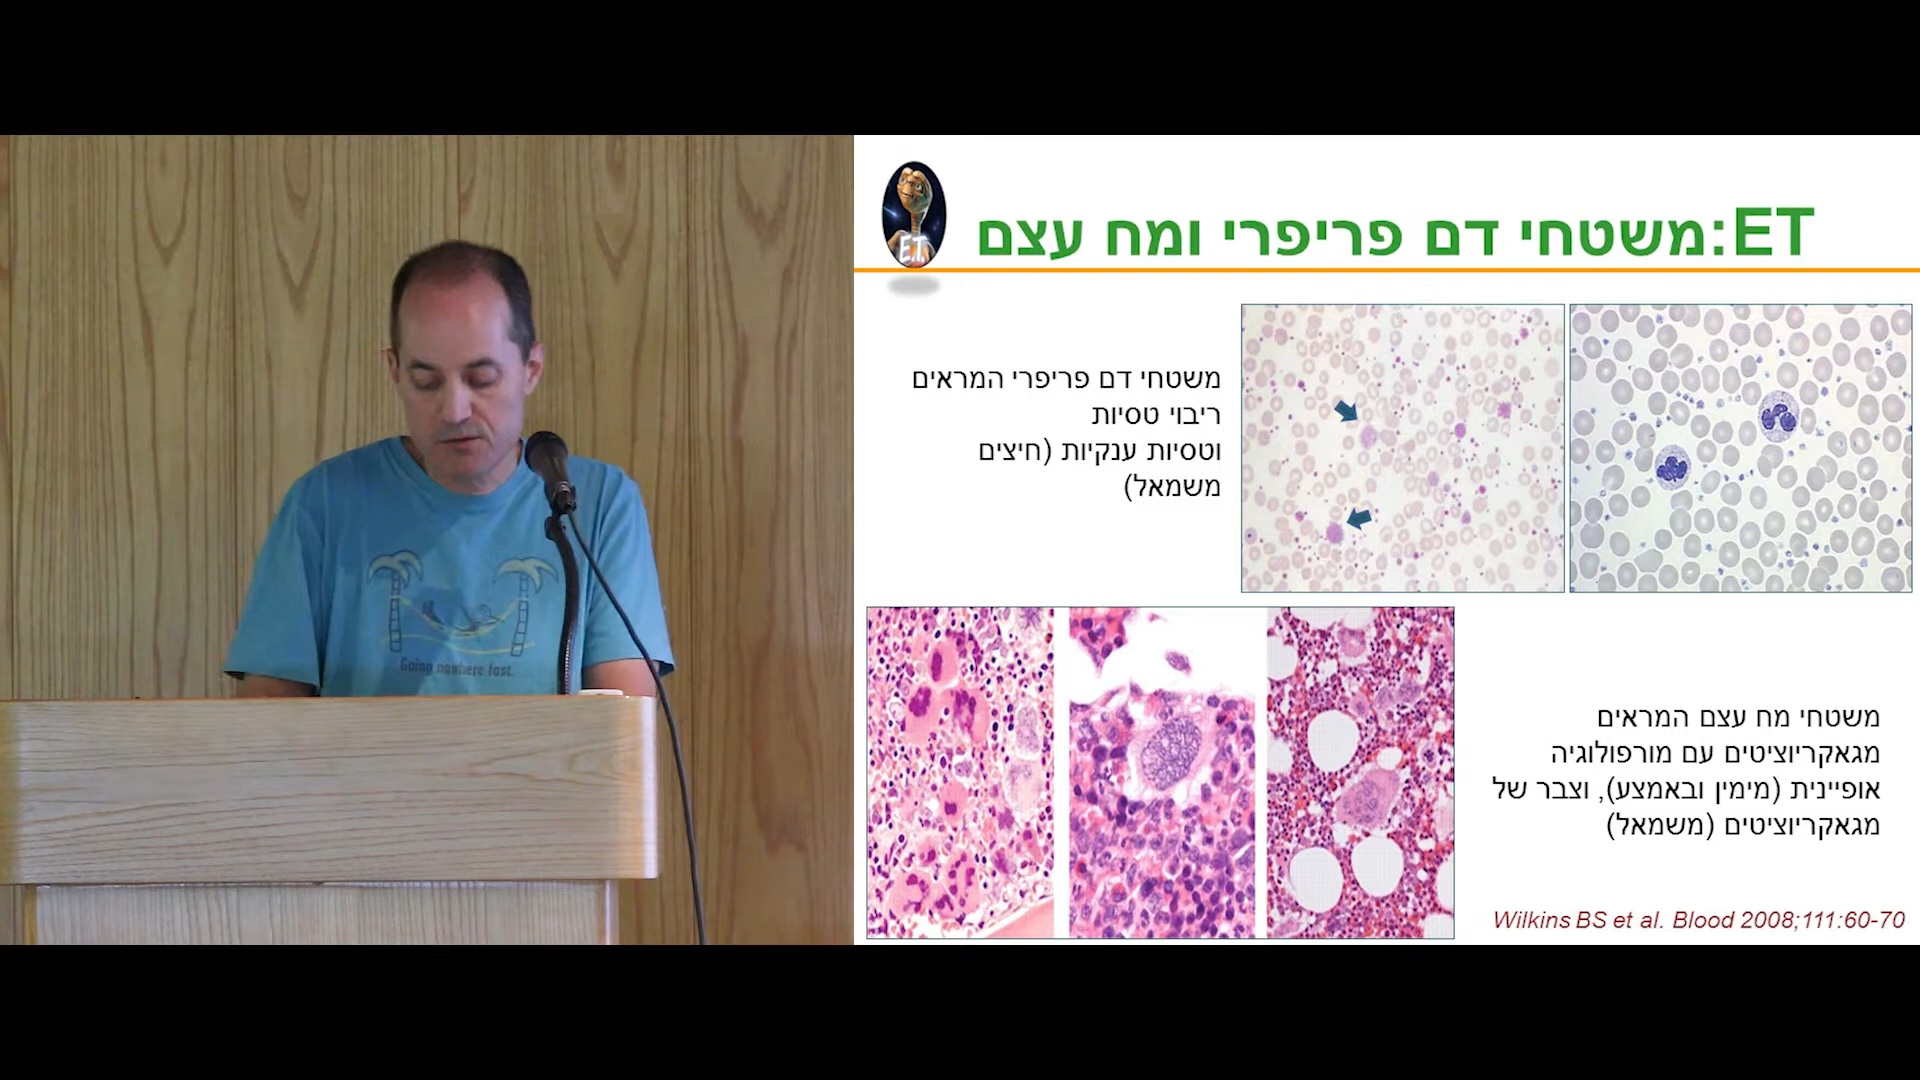 ET:משטחי דם פריפרי ומח עצם
E.T.
משטחי דם פריפרי המראים
ריבוי טסיות
וטסיות ענקיות (חיצים
משמאל)
משטחי מח עצם המראים
מגאקריוציטים עם מורפולוגיה
אופיינית (מימין ובאמצע), וצבר של
מגאקריוציטים (משמאל)
Wilkins BS et al. Blood 2008;111:60-70
Going nowhere fast.